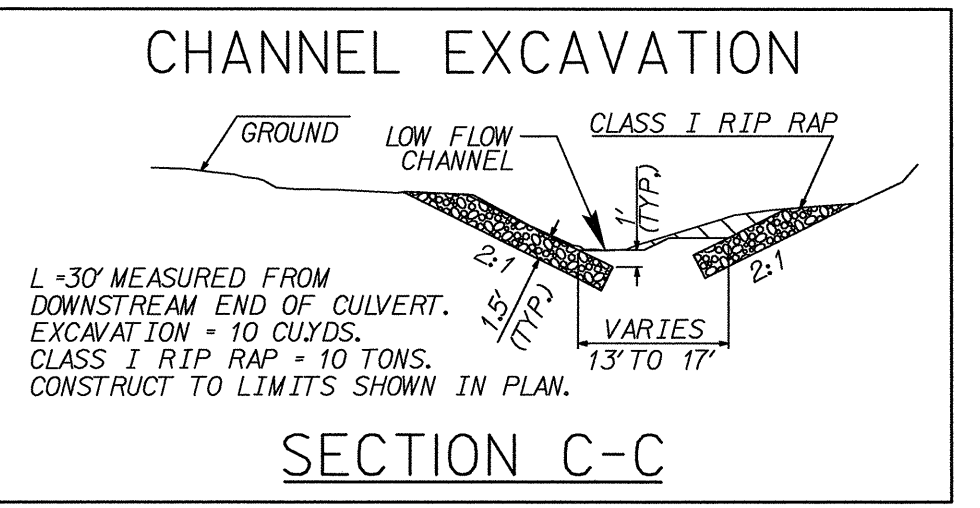 CHANNEL EXCAVATION
GROUND
LOW FLOW
CHANNEL
CLASS I RIP RAP
1'
(TYP.)
2:1
1.5'
(TYP.)
2:1
VARIES
13' TO 17'
L =30' MEASURED FROM
DOWNSTREAM END OF CULVERT.
EXCAVATION = 10 CU.YDS.
CLASS I RIP RAP = 10 TONS.
CONSTRUCT TO LIMITS SHOWN IN PLAN.
SECTION C-C